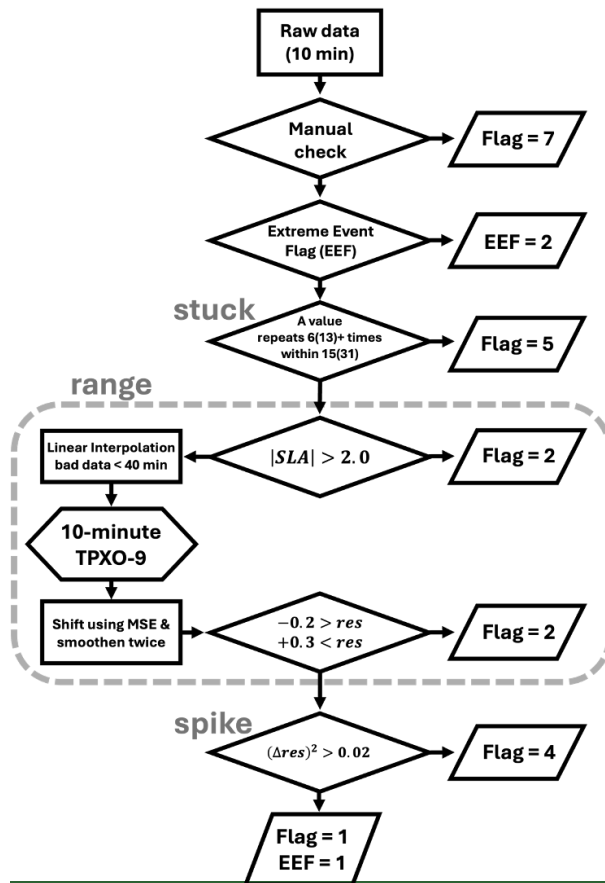 Raw data
(10 min)
Manual
check
Flag = 7
Extreme Event
Flag (EEF)
EEF = 2
stuck
A value
repeats 6(13)+ times
within 15(31)
Flag = 5
range
Linear Interpolation
bad data < 40 min
|SLA| > 2.0
Flag = 2
10-minute
TPXO-9
Shift using MSE &
smoothen twice
−0.2 > res
+0.3 < res
Flag = 2
spike
(Δres)² > 0.02
Flag = 4
Flag = 1
EEF = 1